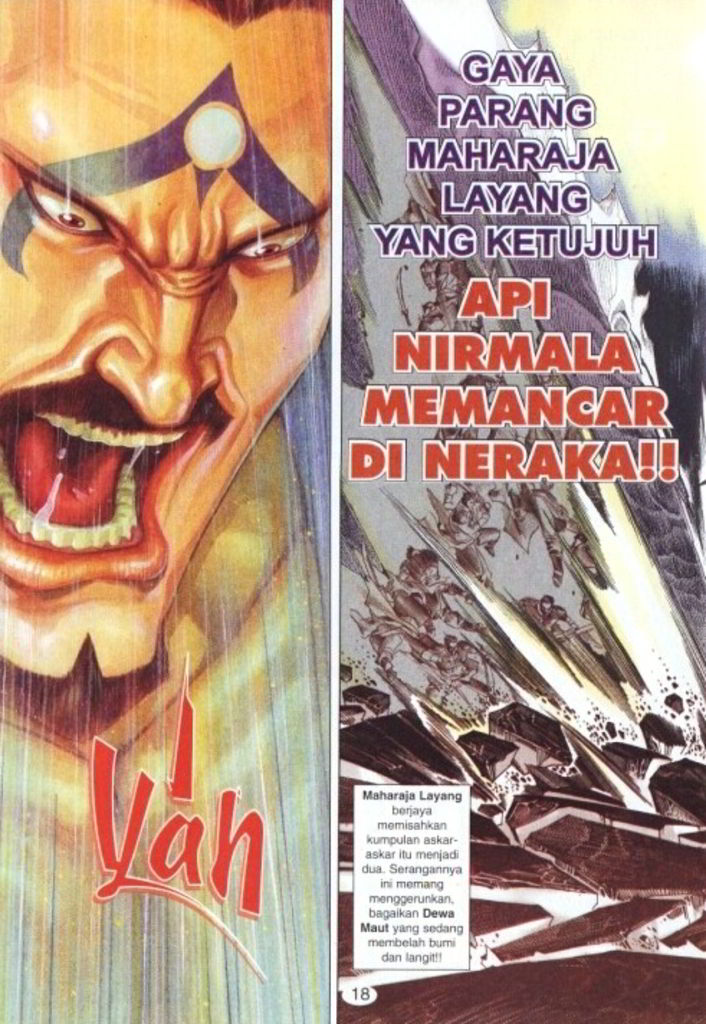 Yah
GAYA
PARANG
MAHARAJA
LAYANG
YANG KETUJUH
API
NIRMALA
MEMANCAR
DI NERAKA!!
Maharaja Layang
berjaya
memisahkan
kumpulan askar-
askar itu menjadi
dua. Serangannya
ini memang
menggerunkan,
bagaikan Dewa
Maut yang sedang
membelah bumi
dan langit!!
18